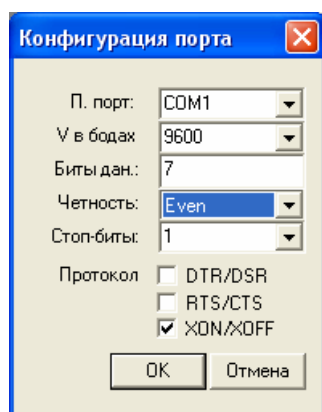 Конфигурация порта
П. порт: COM1
V в бодах 9600
Биты дан.: 7
Четность: Even
Стоп-биты: 1
Протокол DTR/DSR
RTS/CTS
XON/XOFF
OK Отмена